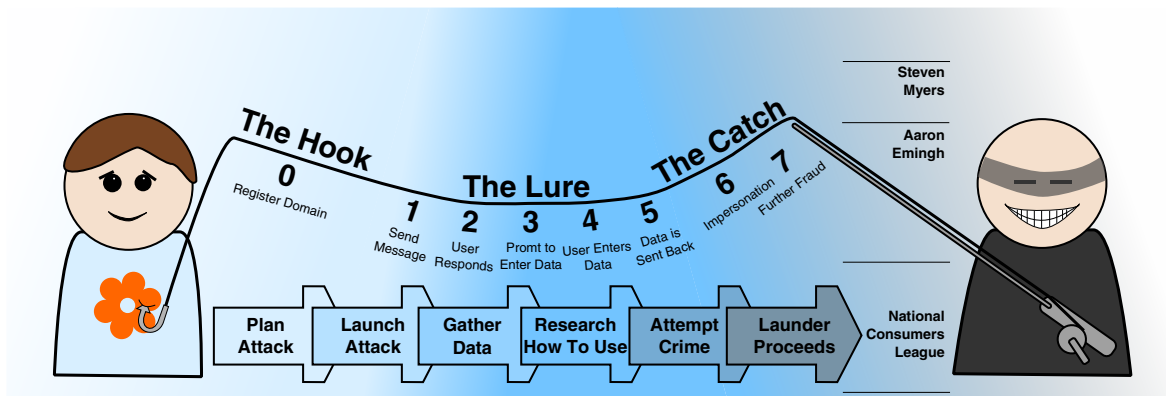 The Hook
0
Register Domain
1
Send
Message
The Lure
2
User
Responds
3
Promt to
Enter Data
4
User Enters
Data
5
Data is
Sent Back
The Catch
6
Impersonation
7
Further Fraud
Steven
Myers
Aaron
Emingh
Plan
Attack
Launch
Attack
Gather
Data
Research
How To Use
Attempt
Crime
Launder
Proceeds
National
Consumers
League